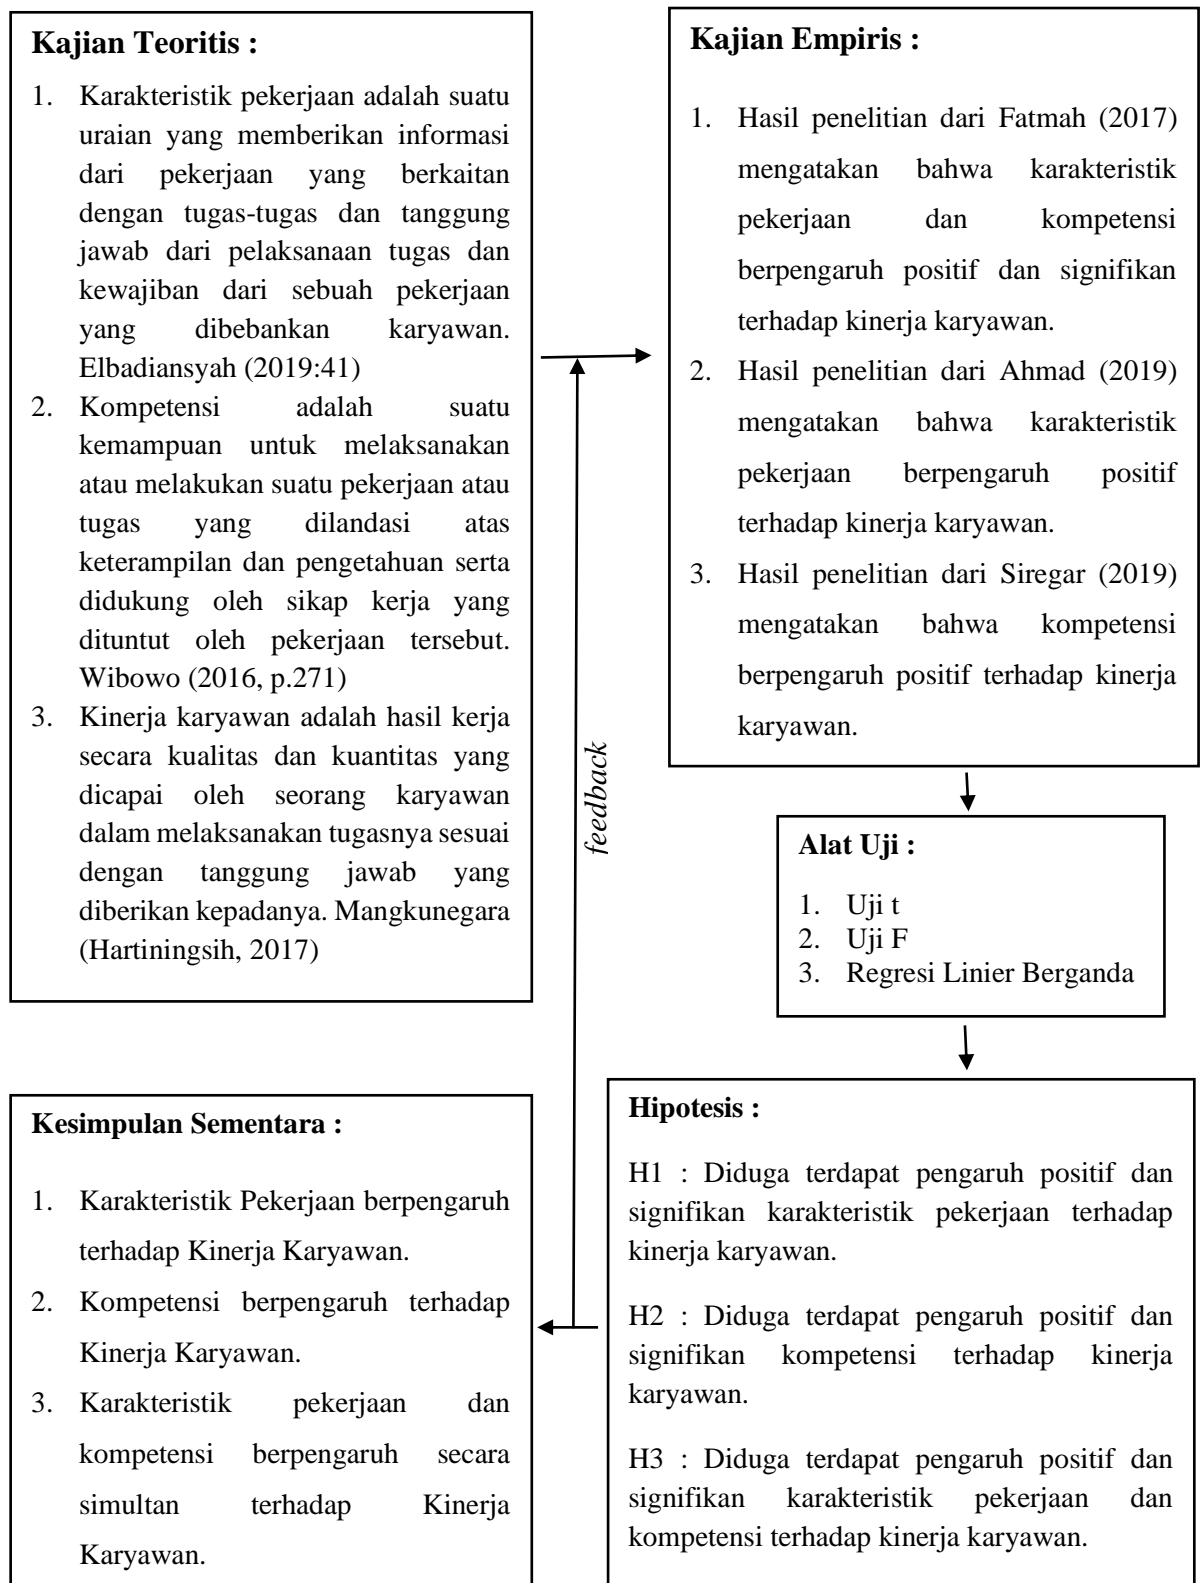 Kajian Teoritis :
1. Karakteristik pekerjaan adalah suatu
uraian yang memberikan informasi
dari pekerjaan yang berkaitan
dengan tugas-tugas dan tanggung
jawab dari pelaksanaan tugas dan
kewajiban dari sebuah pekerjaan
yang dibebankan karyawan.
Elbadiansyah (2019:41)
2. Kompetensi adalah suatu
kemampuan untuk melaksanakan
atau melakukan suatu pekerjaan atau
tugas yang dilandasi atas
keterampilan dan pengetahuan serta
didukung oleh sikap kerja yang
dituntut oleh pekerjaan tersebut.
Wibowo (2016, p.271)
3. Kinerja karyawan adalah hasil kerja
secara kualitas dan kuantitas yang
dicapai oleh seorang karyawan
dalam melaksanakan tugasnya sesuai
dengan tanggung jawab yang
diberikan kepadanya. Mangkunegara
(Hartiningsih, 2017)
Kajian Empiris :
1. Hasil penelitian dari Fatmah (2017)
mengatakan bahwa karakteristik
pekerjaan dan kompetensi
berpengaruh positif dan signifikan
terhadap kinerja karyawan.
2. Hasil penelitian dari Ahmad (2019)
mengatakan bahwa karakteristik
pekerjaan berpengaruh positif
terhadap kinerja karyawan.
3. Hasil penelitian dari Siregar (2019)
mengatakan bahwa kompetensi
berpengaruh positif terhadap kinerja
karyawan.
feedback
Alat Uji :
1. Uji t
2. Uji F
3. Regresi Linier Berganda
Hipotesis :
H1 : Diduga terdapat pengaruh positif dan
signifikan karakteristik pekerjaan terhadap
kinerja karyawan.
H2 : Diduga terdapat pengaruh positif dan
signifikan kompetensi terhadap kinerja
karyawan.
H3 : Diduga terdapat pengaruh positif dan
signifikan karakteristik pekerjaan dan
kompetensi terhadap kinerja karyawan.
Kesimpulan Sementara :
1. Karakteristik Pekerjaan berpengaruh
terhadap Kinerja Karyawan.
2. Kompetensi berpengaruh terhadap
Kinerja Karyawan.
3. Karakteristik pekerjaan dan
kompetensi berpengaruh secara
simultan terhadap Kinerja
Karyawan.